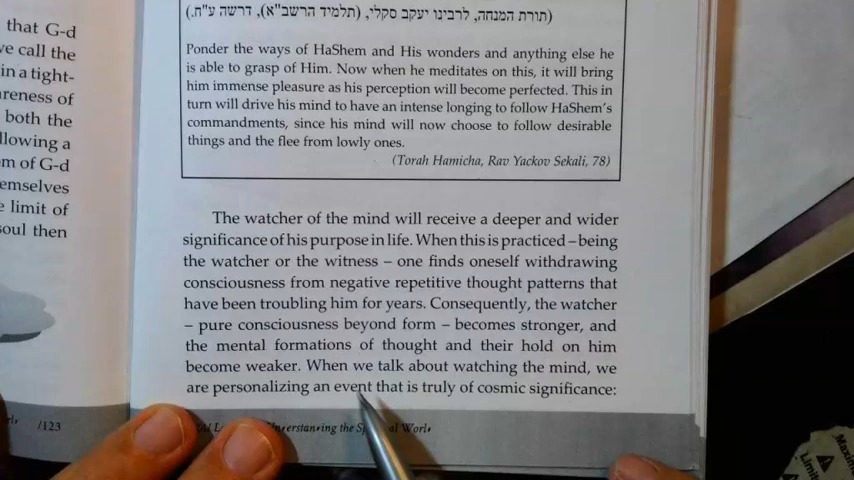 that G-d
we call the
in a tight-
areness of
both the
llowing a
m of G-d
emselves
e limit of
soul then
/123
(תורת המנחה, לרבינו יעקב סקלי, (תלמיד הרשב"א), דרשה ע"ח.)
Ponder the ways of HaShem and His wonders and anything else he
is able to grasp of Him. Now when he meditates on this, it will bring
him immense pleasure as his perception will become perfected. This in
turn will drive his mind to have an intense longing to follow HaShem's
commandments, since his mind will now choose to follow desirable
things and the flee from lowly ones.
(Torah Hamicha, Rav Yackov Sekali, 78)
The watcher of the mind will receive a deeper and wider
significance of his purpose in life. When this is practiced – being
the watcher or the witness – one finds oneself withdrawing
consciousness from negative repetitive thought patterns that
have been troubling him for years. Consequently, the watcher
– pure consciousness beyond form – becomes stronger, and
the mental formations of thought and their hold on him
become weaker. When we talk about watching the mind, we
are personalizing an event that is truly of cosmic significance:
the